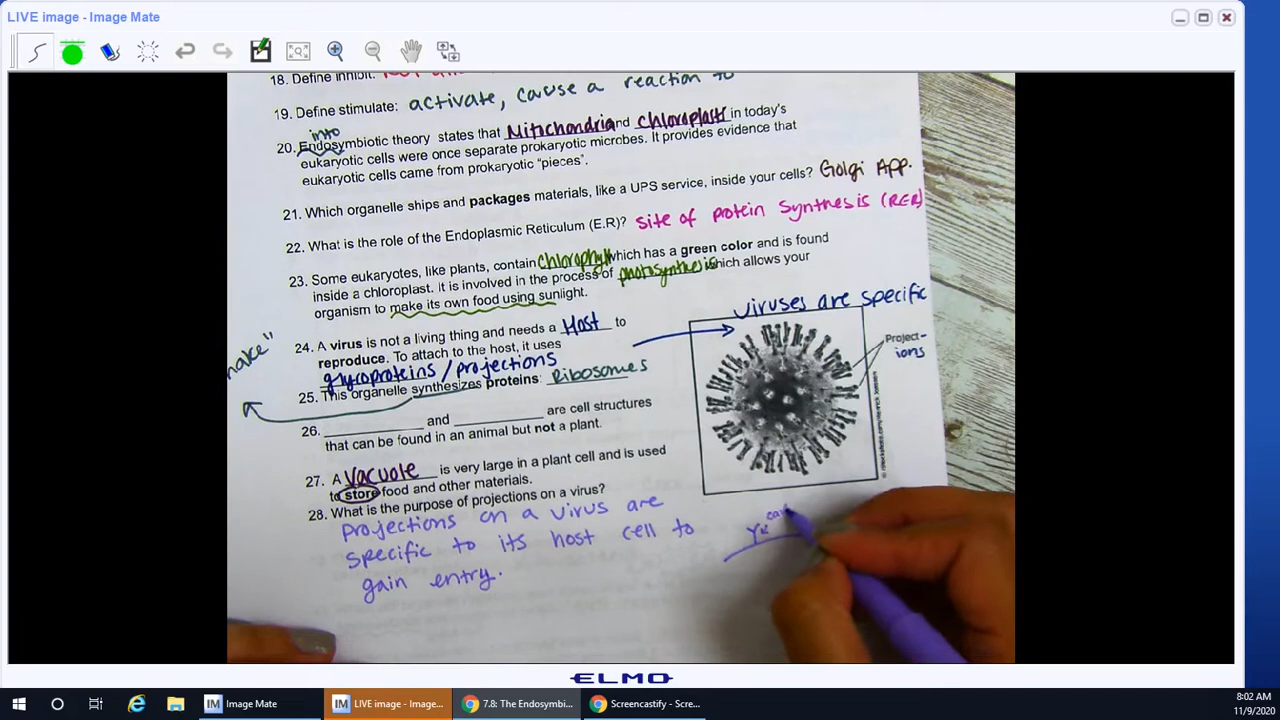 LIVE image - Image Mate
18. Define inhibit:
19. Define stimulate: activate, cause a reaction to
into
20. Endosymbiotic theory states that Mitochondria and chloroplasts in today's
eukaryotic cells were once separate prokaryotic microbes. It provides evidence that
eukaryotic cells came from prokaryotic "pieces".
21. Which organelle ships and packages materials, like a UPS service, inside your cells? Golgi App.
22. What is the role of the Endoplasmic Reticulum (E.R)? Site of protein synthesis (RER)
23. Some eukaryotes, like plants, contain chlorophyll which has a green color and is found
inside a chloroplast. It is involved in the process of photosynthesis which allows your
organism to make its own food using sunlight.
viruses are specific
24. A virus is not a living thing and needs a Host to
reproduce. To attach to the host, it uses
glycoproteins / projections
Project-
ions
25. This organelle synthesizes proteins: Ribosomes
26. ____________ and ____________ are cell structures
that can be found in an animal but not a plant.
27. A Vacuole is very large in a plant cell and is used
to store food and other materials.
28. What is the purpose of projections on a virus?
Projections on a virus are
specific to its host cell to
gain entry.
ELMO
Image Mate
LIVE image - Image...
7.8: The Endosymbi...
Screencastify - Scre...
8:02 AM
11/9/2020